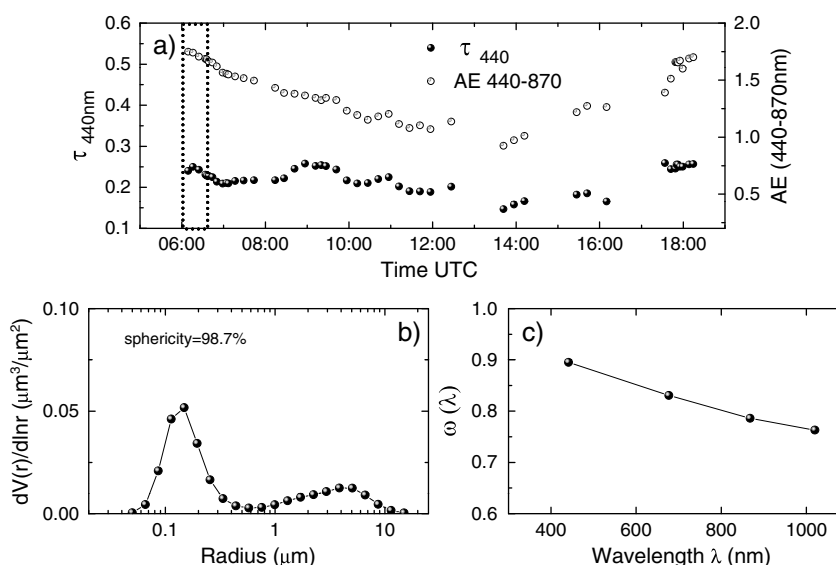 a)
τ 440
AE 440-870
0.6
0.5
0.4
0.3
0.2
0.1
τ 440nm
2.0
1.5
1.0
0.5
AE (440-870nm)
06:00 08:00 10:00 12:00 14:00 16:00 18:00
Time UTC
b)
sphericity=98.7%
0.10
0.05
0.00
dV(r)/dlnr (μm³/μm²)
0.1 1 10
Radius (μm)
c)
1.0
0.9
0.8
0.7
0.6
ω (λ)
400 600 800 1000
Wavelength λ (nm)